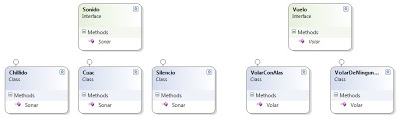 Sonido
Interface
Methods
Sonar
Vuelo
Interface
Methods
Volar
Chillido
Class
Methods
Sonar
Cuac
Class
Methods
Sonar
Silencio
Class
Methods
Sonar
VolarConAlas
Class
Methods
Volar
VolarDeNingun...
Class
Methods
Volar